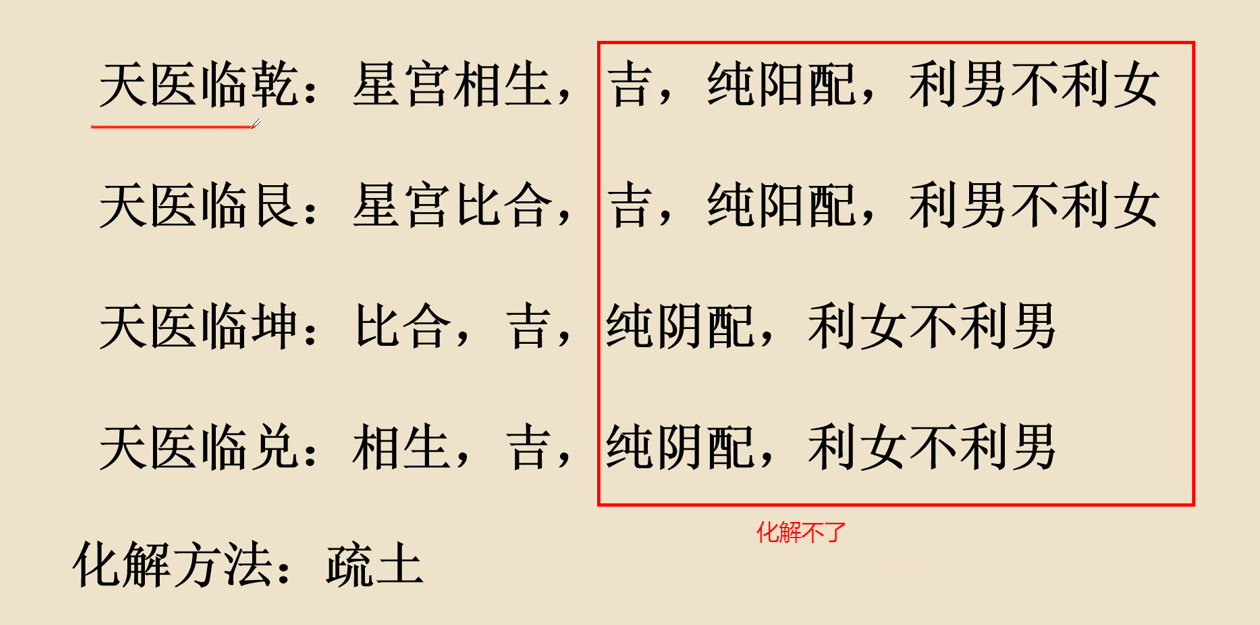 天医临乾：星宫相生，吉，纯阳配，利男不利女
天医临艮：星宫比合，吉，纯阳配，利男不利女
天医临坤：比合，吉，纯阴配，利女不利男
天医临兑：相生，吉，纯阴配，利女不利男
化解不了
化解方法：疏土